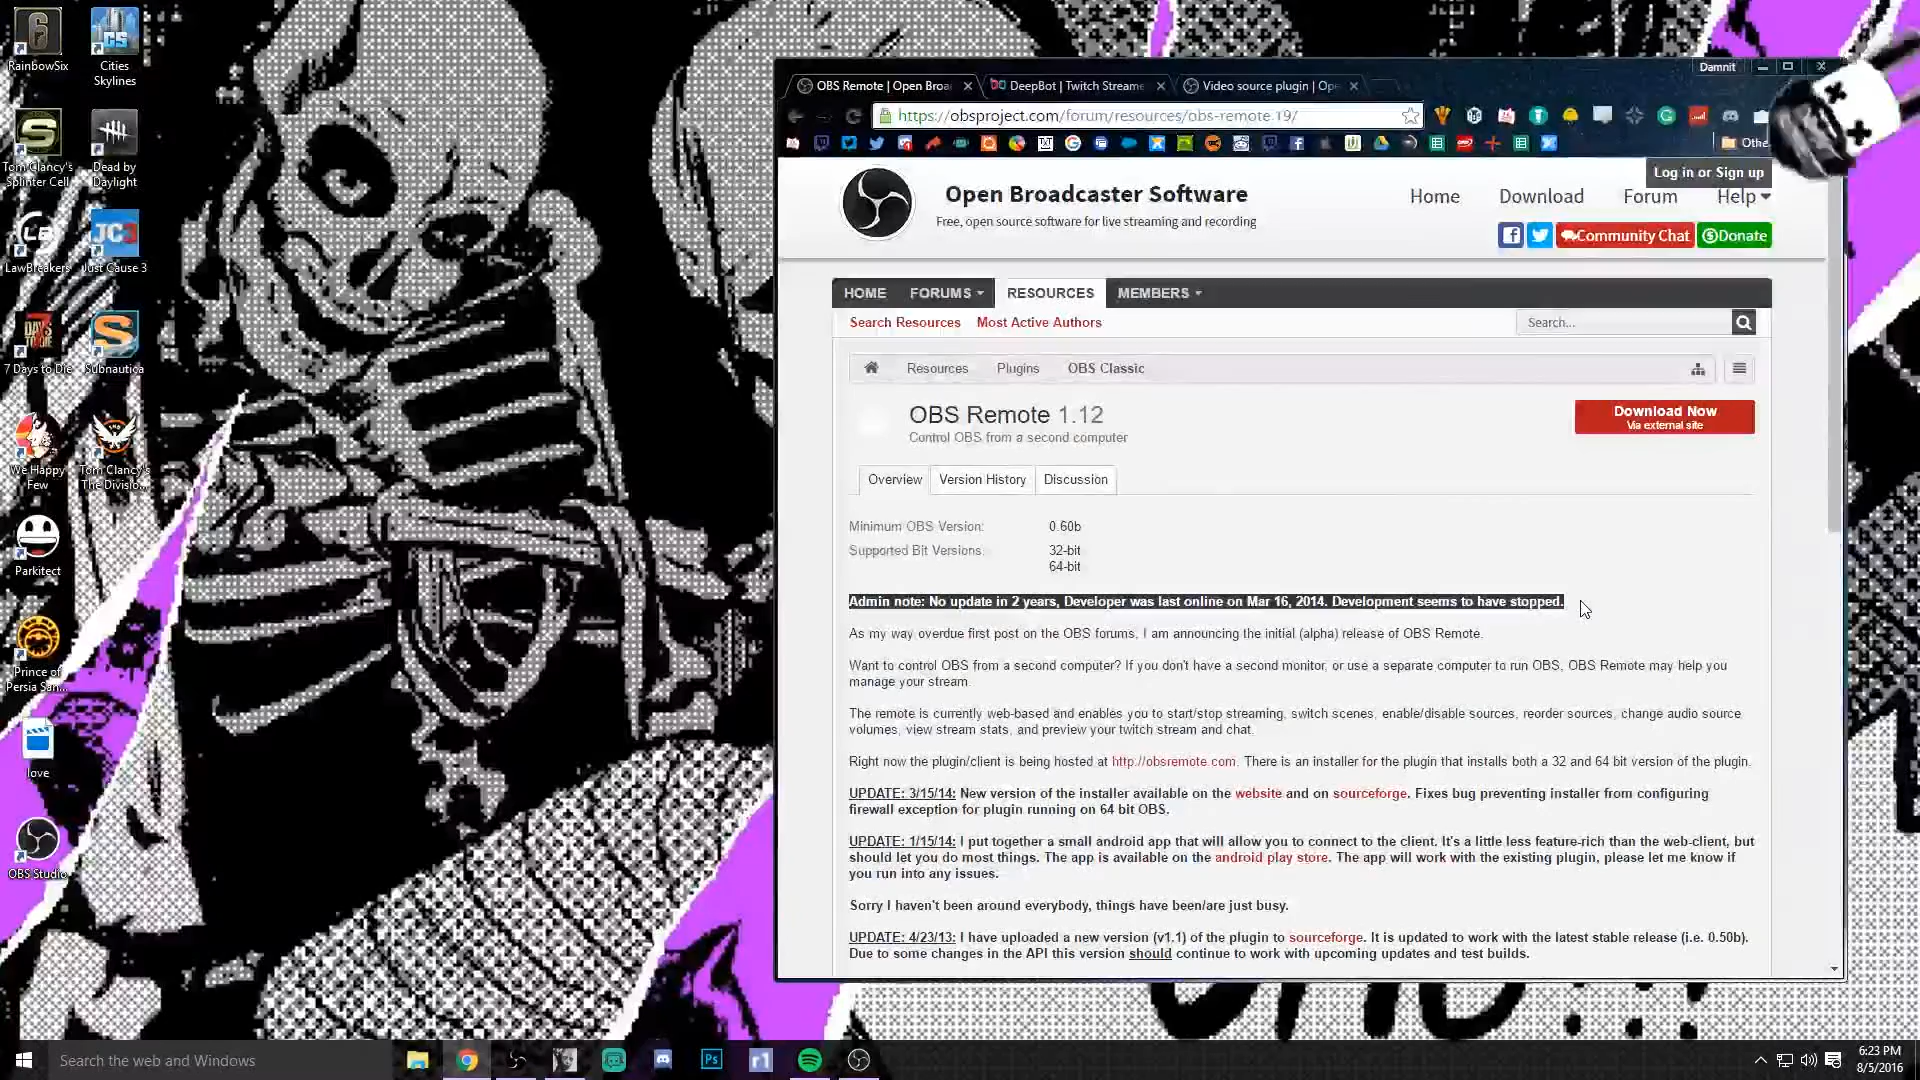 RainbowSix
Cities
Skylines
Tom Clancy's
Splinter Cell
Dead by
Daylight
LawBreakers
Just Cause 3
7 Days to Die
Subnautica
We Happy
Few
Tom Clancy's
The Divisio...
Parkitect
Prince of
Persia San...
love
OBS Studio
Damnit
OBS Remote | Open Broa
DeepBot | Twitch Streame
Video source plugin | Ope
https://obsproject.com/forum/resources/obs-remote.19/
Othe
Log in or Sign up
Open Broadcaster Software
Free, open source software for live streaming and recording
Home Download Forum Help
Community Chat Donate
HOME FORUMS RESOURCES MEMBERS
Search Resources Most Active Authors
Search...
Resources Plugins OBS Classic
OBS Remote 1.12
Control OBS from a second computer
Download Now
Via external site
Overview Version History Discussion
Minimum OBS Version: 0.60b
Supported Bit Versions: 32-bit
64-bit
Admin note: No update in 2 years, Developer was last online on Mar 16, 2014. Development seems to have stopped.
As my way overdue first post on the OBS forums, I am announcing the initial (alpha) release of OBS Remote.
Want to control OBS from a second computer? If you don't have a second monitor, or use a separate computer to run OBS, OBS Remote may help you
manage your stream.
The remote is currently web-based and enables you to start/stop streaming, switch scenes, enable/disable sources, reorder sources, change audio source
volumes, view stream stats, and preview your twitch stream and chat.
Right now the plugin/client is being hosted at http://obsremote.com. There is an installer for the plugin that installs both a 32 and 64 bit version of the plugin.
UPDATE: 3/15/14: New version of the installer available on the website and on sourceforge. Fixes bug preventing installer from configuring
firewall exception for plugin running on 64 bit OBS.
UPDATE: 1/15/14: I put together a small android app that will allow you to connect to the client. It's a little less feature-rich than the web-client, but
should let you do most things. The app is available on the android play store. The app will work with the existing plugin, please let me know if
you run into any issues.
Sorry I haven't been around everybody, things have been/are just busy.
UPDATE: 4/23/13: I have uploaded a new version (v1.1) of the plugin to sourceforge. It is updated to work with the latest stable release (i.e. 0.50b).
Due to some changes in the API this version should continue to work with upcoming updates and test builds.
Search the web and Windows
6:23 PM
8/5/2016